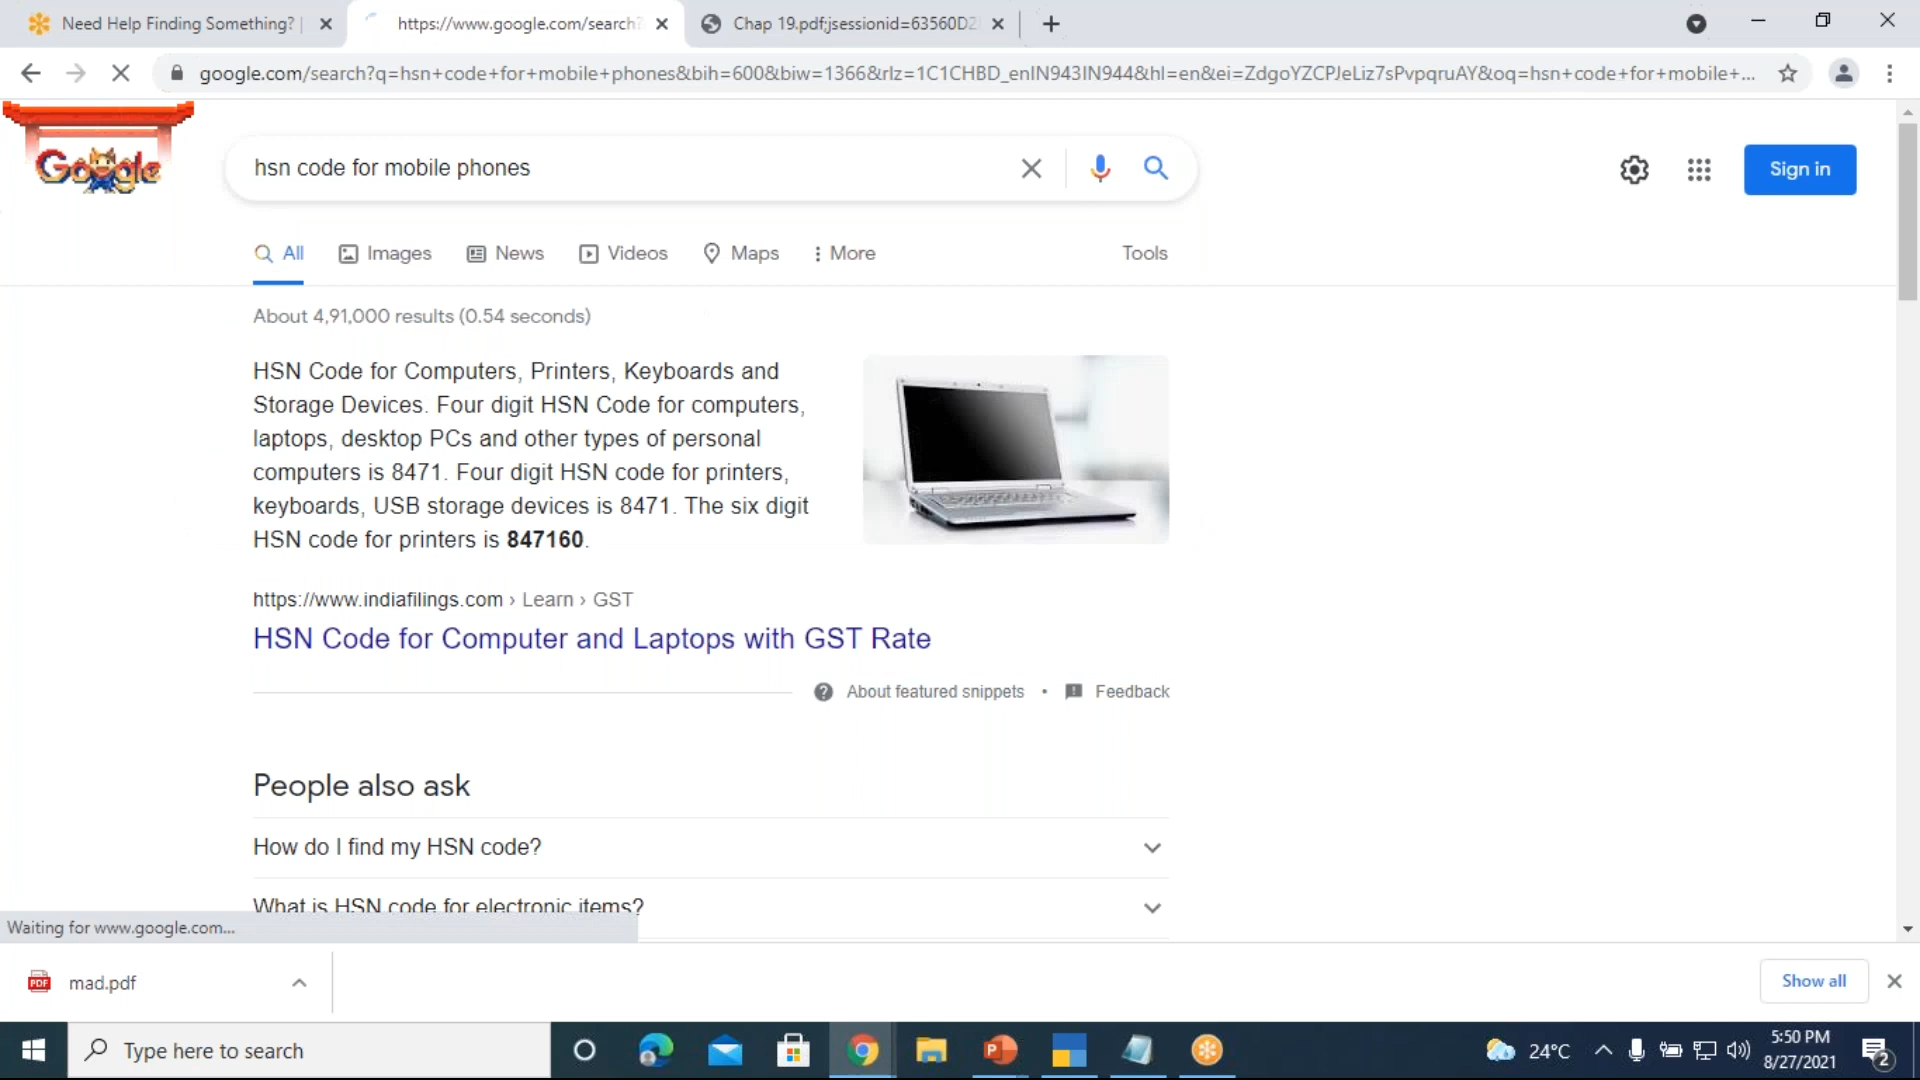 Need Help Finding Something? |
https://www.google.com/search?
Chap 19.pdf;jsessionid=63560D2
google.com/search?q=hsn+code+for+mobile+phones&bih=600&biw=1366&rlz=1C1CHBD_enIN943IN944&hl=en&ei=ZdgoYZCPJeLiz7sPvpqruAY&oq=hsn+code+for+mobile+...
Google
hsn code for mobile phones
Sign in
All
Images
News
Videos
Maps
More
Tools
About 4,91,000 results (0.54 seconds)
HSN Code for Computers, Printers, Keyboards and
Storage Devices. Four digit HSN Code for computers,
laptops, desktop PCs and other types of personal
computers is 8471. Four digit HSN code for printers,
keyboards, USB storage devices is 8471. The six digit
HSN code for printers is 847160.
https://www.indiafilings.com › Learn › GST
HSN Code for Computer and Laptops with GST Rate
About featured snippets • Feedback
People also ask
How do I find my HSN code?
What is HSN code for electronic items?
Waiting for www.google.com...
PDF mad.pdf
Show all
Type here to search
24°C
5:50 PM
8/27/2021
2